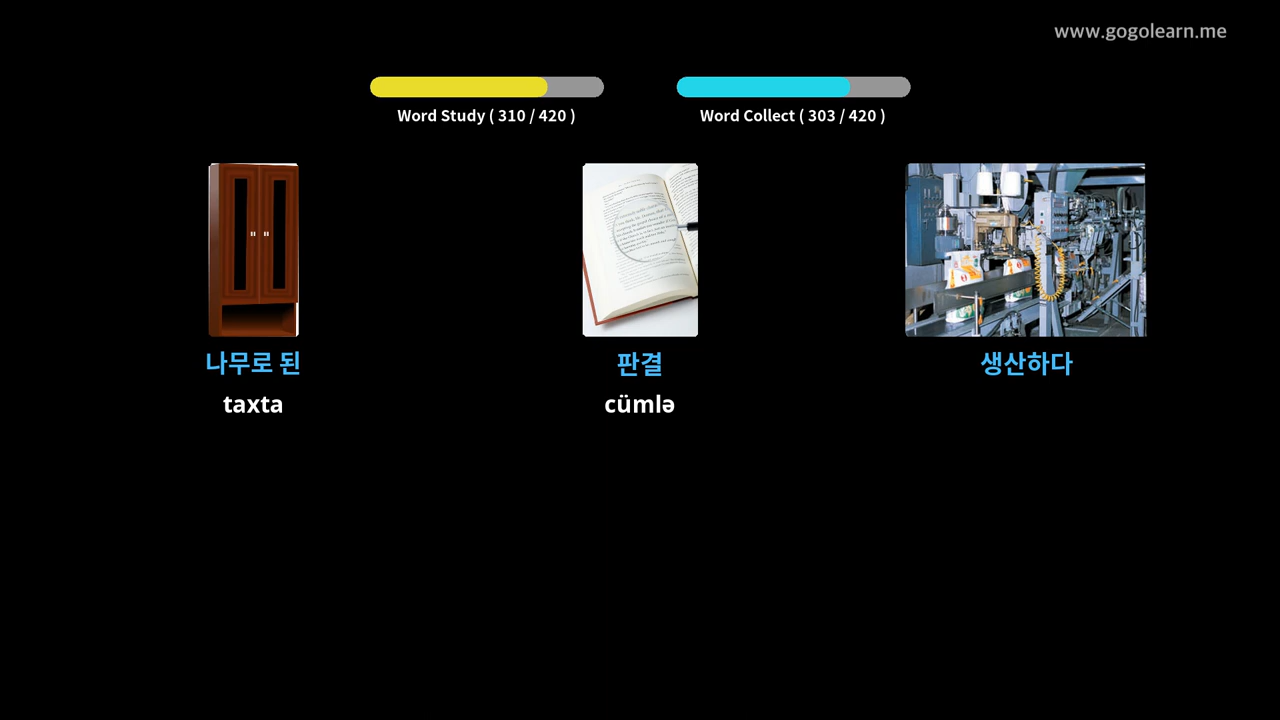 www.gogolearn.me
Word Study ( 310 / 420 )
Word Collect ( 303 / 420 )
나무로 된
판결
생산하다
taxta
cümlə